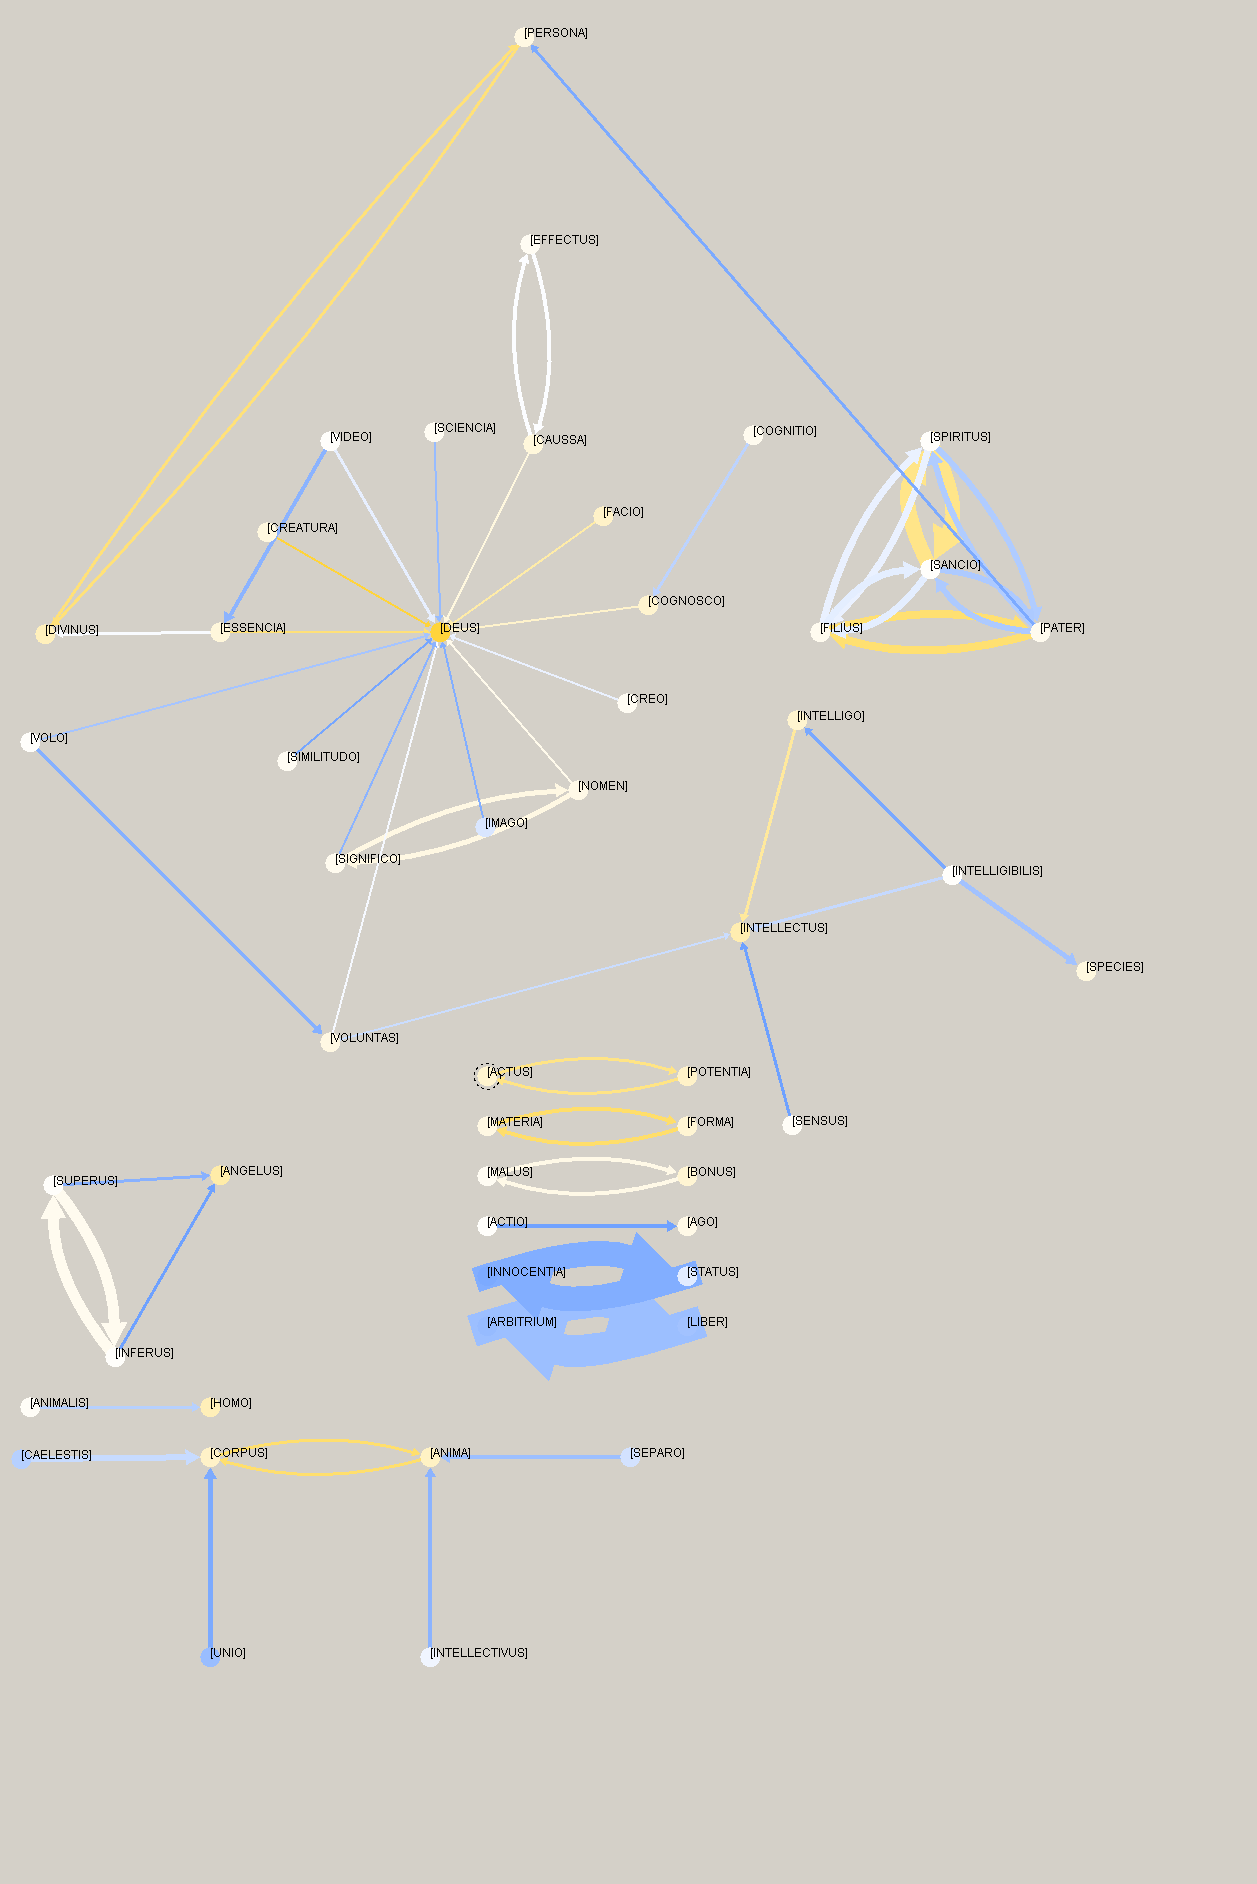 [PERSONA]
[EFFECTUS]
[SCIENCIA]
[COGNITIO]
[VIDEO]
[CAUSSA]
[SPIRITUS]
[FACIO]
[CREATURA]
[SANCIO]
[COGNOSCO]
[DIVINUS]
[ESSENCIA]
[DEUS]
[FILIUS]
[PATER]
[CREO]
[INTELLIGO]
[VOLO]
[SIMILITUDO]
[NOMEN]
[IMAGO]
[SIGNIFICO]
[INTELLIGIBILIS]
[INTELLECTUS]
[SPECIES]
[VOLUNTAS]
[ACTUS] [POTENTIA]
[MATERIA] [FORMA]
[SENSUS]
[MALUS] [BONUS]
[ANGELUS]
[SUPERUS]
[ACTIO] [AGO]
[INNOCENTIA] [STATUS]
[ARBITRIUM] [LIBER]
[INFERUS]
[ANIMALIS] [HOMO]
[CAELESTIS] [CORPUS] [ANIMA] [SEPARO]
[UNIO] [INTELLECTIVUS]